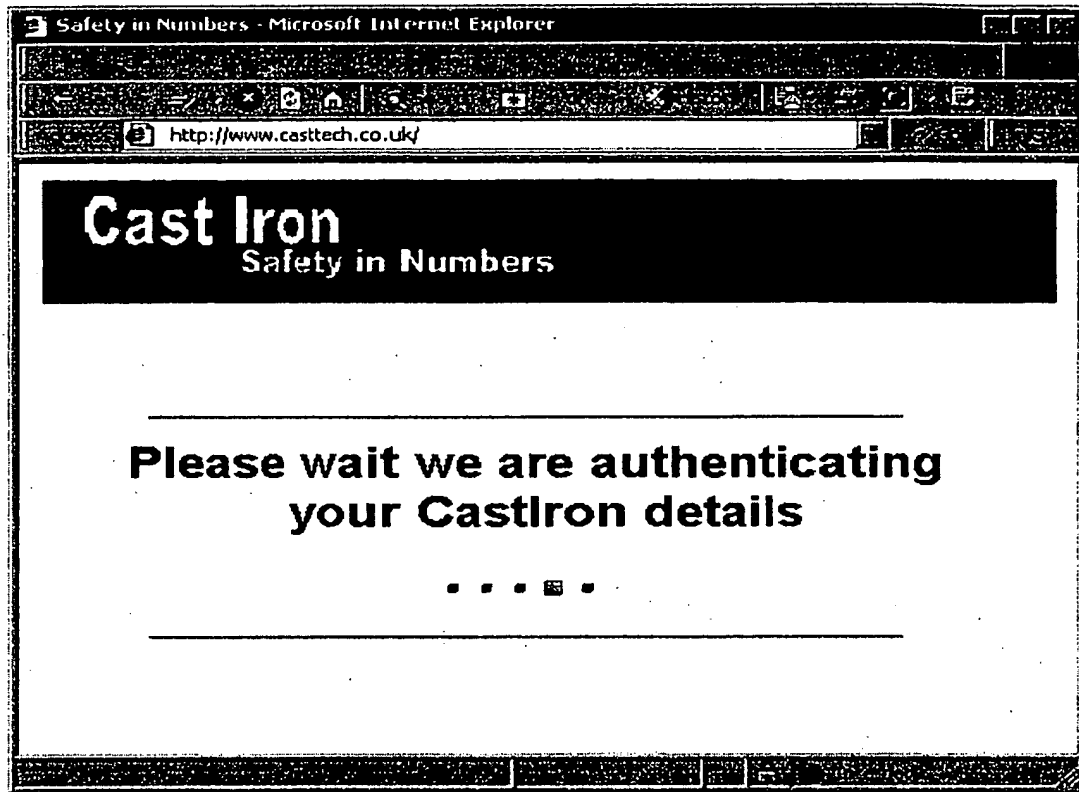 Safety in Numbers - Microsoft Internet Explorer
http://www.casttech.co.uk/
Cast Iron
Safety in Numbers
Please wait we are authenticating
your CastIron details